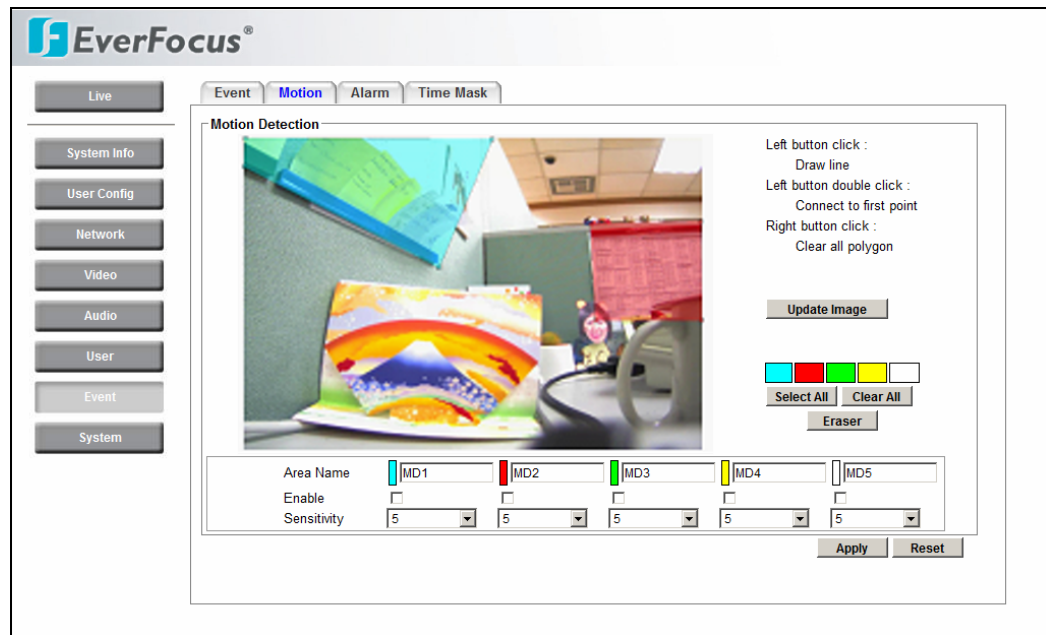 EverFocus®
Live
System Info
User Config
Network
Video
Audio
User
Event
System
Event Motion Alarm Time Mask
Motion Detection
Left button click :
Draw line
Left button double click :
Connect to first point
Right button click :
Clear all polygon
Update Image
Select All Clear All
Eraser
Area Name MD1 MD2 MD3 MD4 MD5
Enable
Sensitivity 5 5 5 5 5
Apply Reset